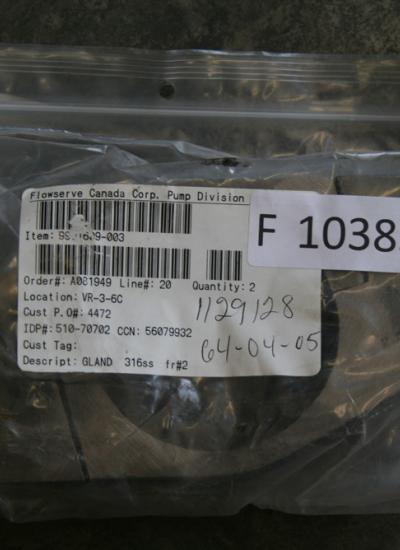 Flowserve Canada Corp. Pump Division
F 1038
Item:
Order#: A081949 Line#: 20 Quantity: 2
Location: VR-3-6C
Cust P.O#: 4472
IDP#: 510-70702 CCN: 56079932
Cust Tag:
Descript: GLAND 316ss fr#2
1129128
64-04-05